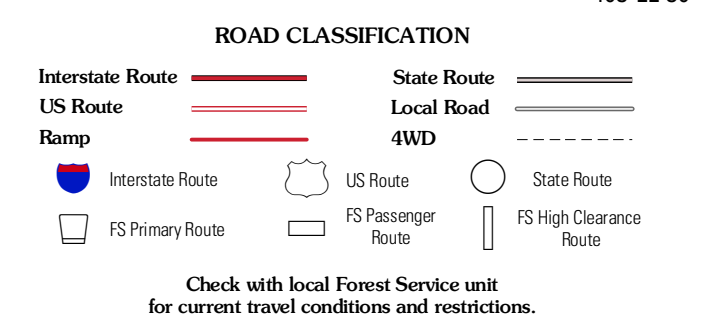 ROAD CLASSIFICATION
Interstate Route
State Route
US Route
Local Road
Ramp
4WD
Interstate Route
US Route
State Route
FS Primary Route
FS Passenger
Route
FS High Clearance
Route
Check with local Forest Service unit
for current travel conditions and restrictions.